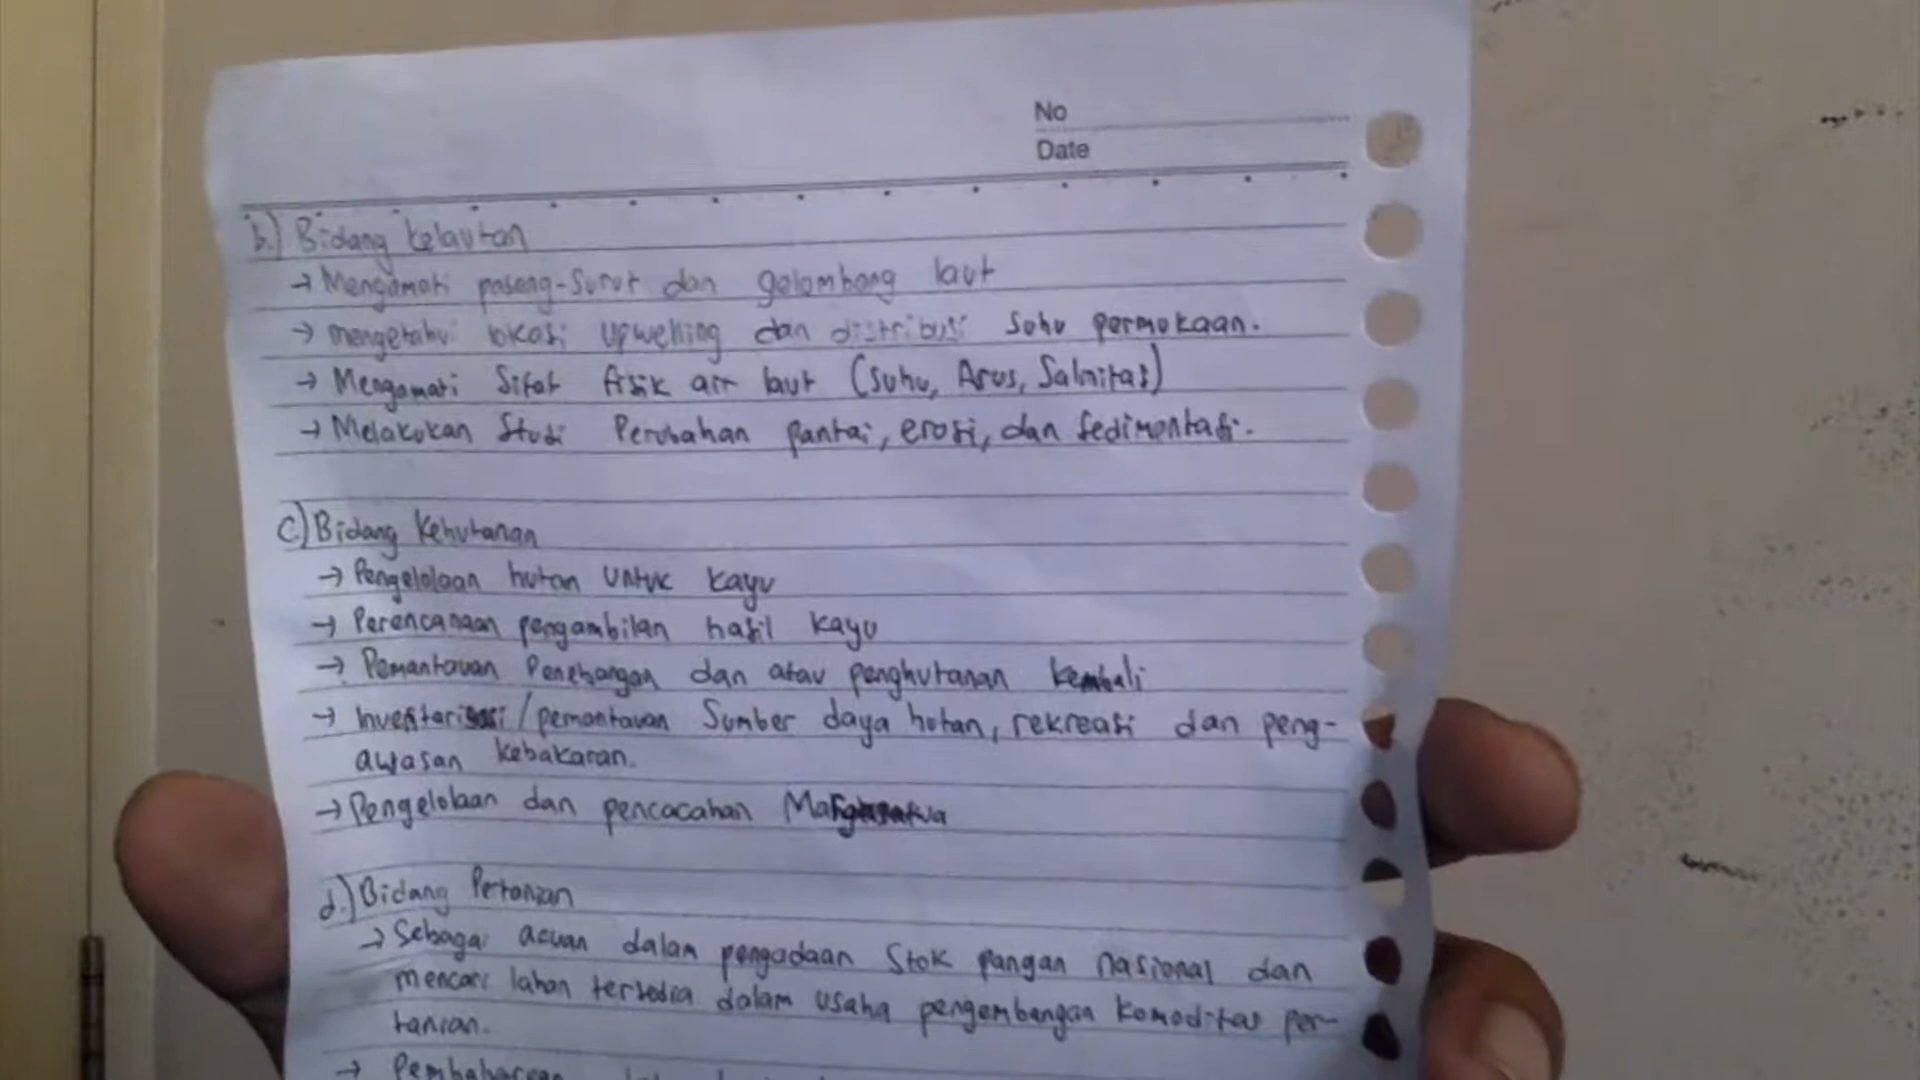 No
Date
b.) Bidang Kelautan
→ Mengamati pasang-surut dan gelombang laut
→ mengetahui lokasi upwelling dan distribusi suhu permukaan.
→ Mengamati Sifat fisik air laut (Suhu, Arus, Salinitas)
→ Melakukan Studi Perubahan pantai, erosi, dan sedimentasi.
c) Bidang Kehutanan
→ Pengelolaan hutan untuk kayu
→ Perencanaan pengambilan hasil kayu
→ Pemantauan Penebangan dan atau penghutanan kembali
→ Inventarisasi/pemantauan Sumber daya hutan, rekreasi dan peng-
awasan kebakaran.
→ Pengelolaan dan pencacahan
d.) Bidang Pertanian
→ Sebagai acuan dalam pengadaan Stok pangan nasional dan
mencari lahan tersedia dalam usaha pengembangan komoditas per-
tanian.
→